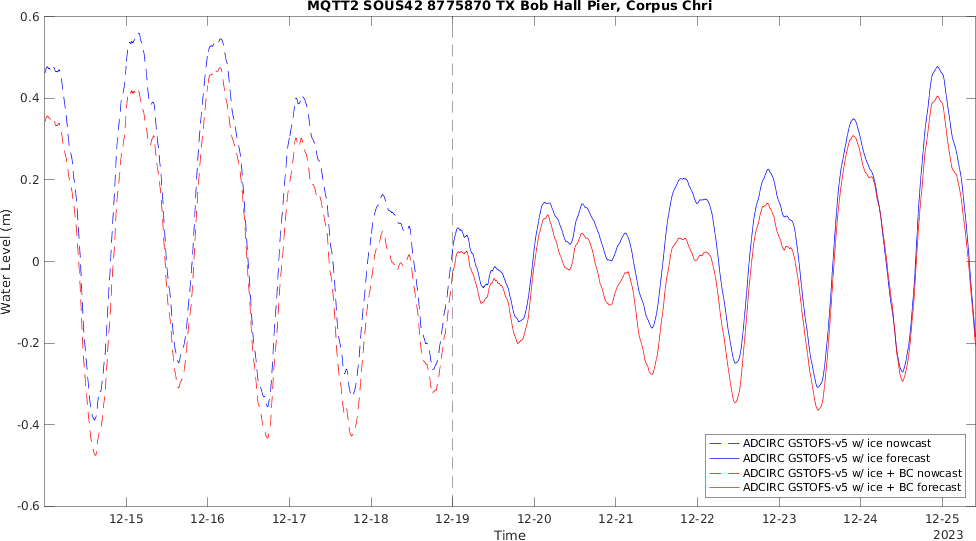 MQTT2 SOUS42 8775870 TX Bob Hall Pier, Corpus Chri
0.6
0.4
0.2
0
-0.2
-0.4
-0.6
Water Level (m)
12-15
12-16
12-17
12-18
12-19
12-20
12-21
12-22
12-23
12-24
12-25
2023
Time
ADCIRC GSTOFS-v5 w/ ice nowcast
ADCIRC GSTOFS-v5 w/ ice forecast
ADCIRC GSTOFS-v5 w/ ice + BC nowcast
ADCIRC GSTOFS-v5 w/ ice + BC forecast